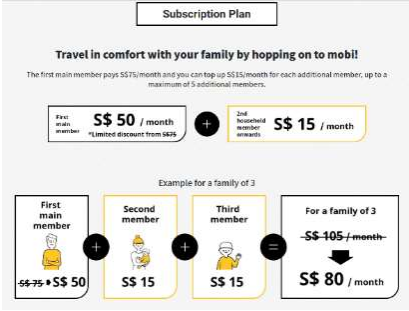 Subscription Plan
Travel in comfort with your family by hopping on to mobi!
The first main member pays S$75/month and you can top up S$15/month for each additional member, up to a
maximum of 5 additional members.
First
main
member
S$ 50 / month
*Limited discount from S$75
+
2nd
household
member
onwards
S$ 15 / month
Example for a family of 3
First
main
member
S$ 75 S$ 50
+
Second
member
S$ 15
+
Third
member
S$ 15
=
For a family of 3
S$ 105 / month
S$ 80 / month